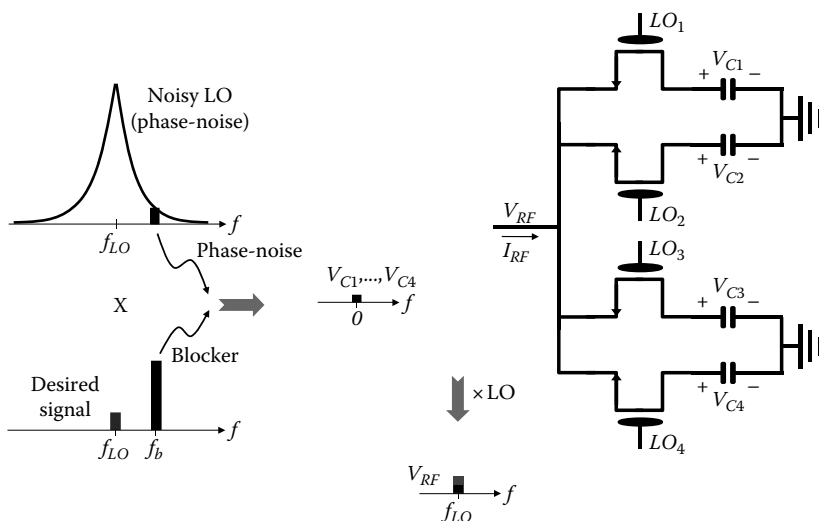 Noisy LO
(phase-noise)
f
f_LO
Phase-noise
X
Blocker
Desired
signal
f
f_LO
f_b
V_C1,...,V_C4
0
f
× LO
V_RF
f_LO
f
LO_1
+ V_C1 −
+ −
V_C2
LO_2
V_RF
I_RF
LO_3
+ V_C3 −
+ −
V_C4
LO_4